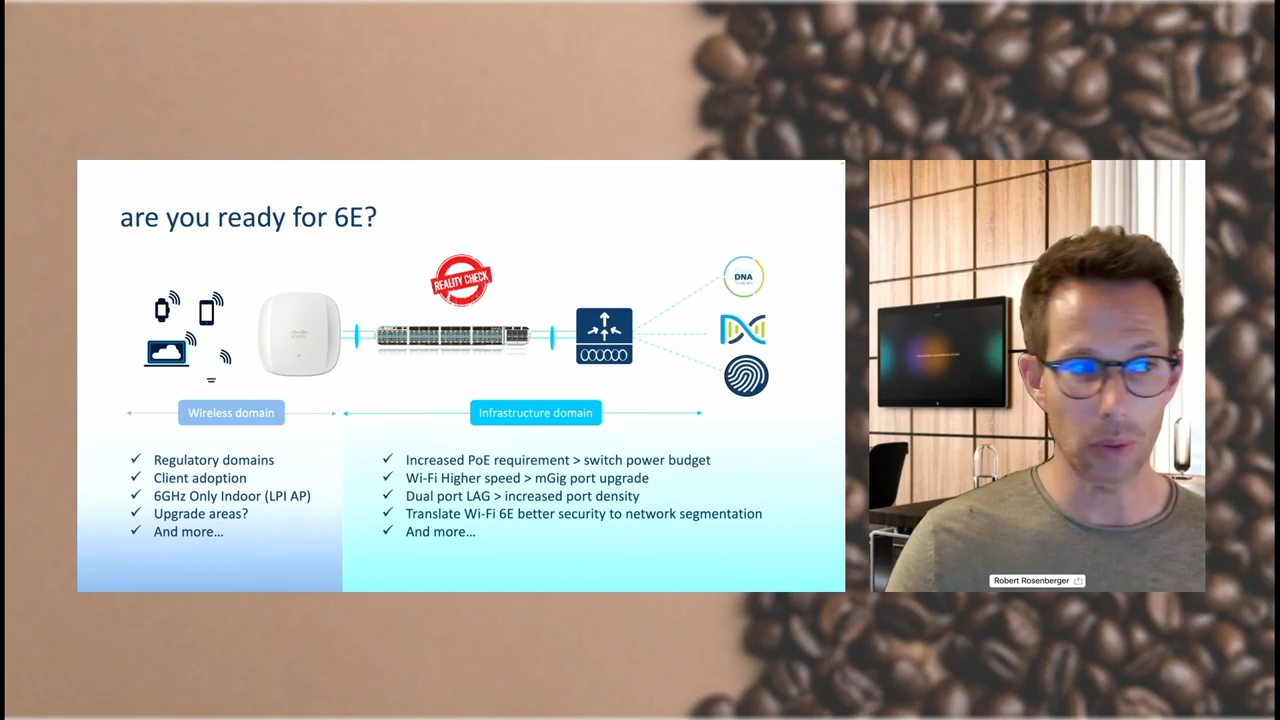 are you ready for 6E?
REALITY CHECK
DNA
Wireless domain
Infrastructure domain
Regulatory domains
Client adoption
6GHz Only Indoor (LPI AP)
Upgrade areas?
And more...
Increased PoE requirement > switch power budget
Wi-Fi Higher speed > mGig port upgrade
Dual port LAG > increased port density
Translate Wi-Fi 6E better security to network segmentation
And more...
Robert Rosenberger